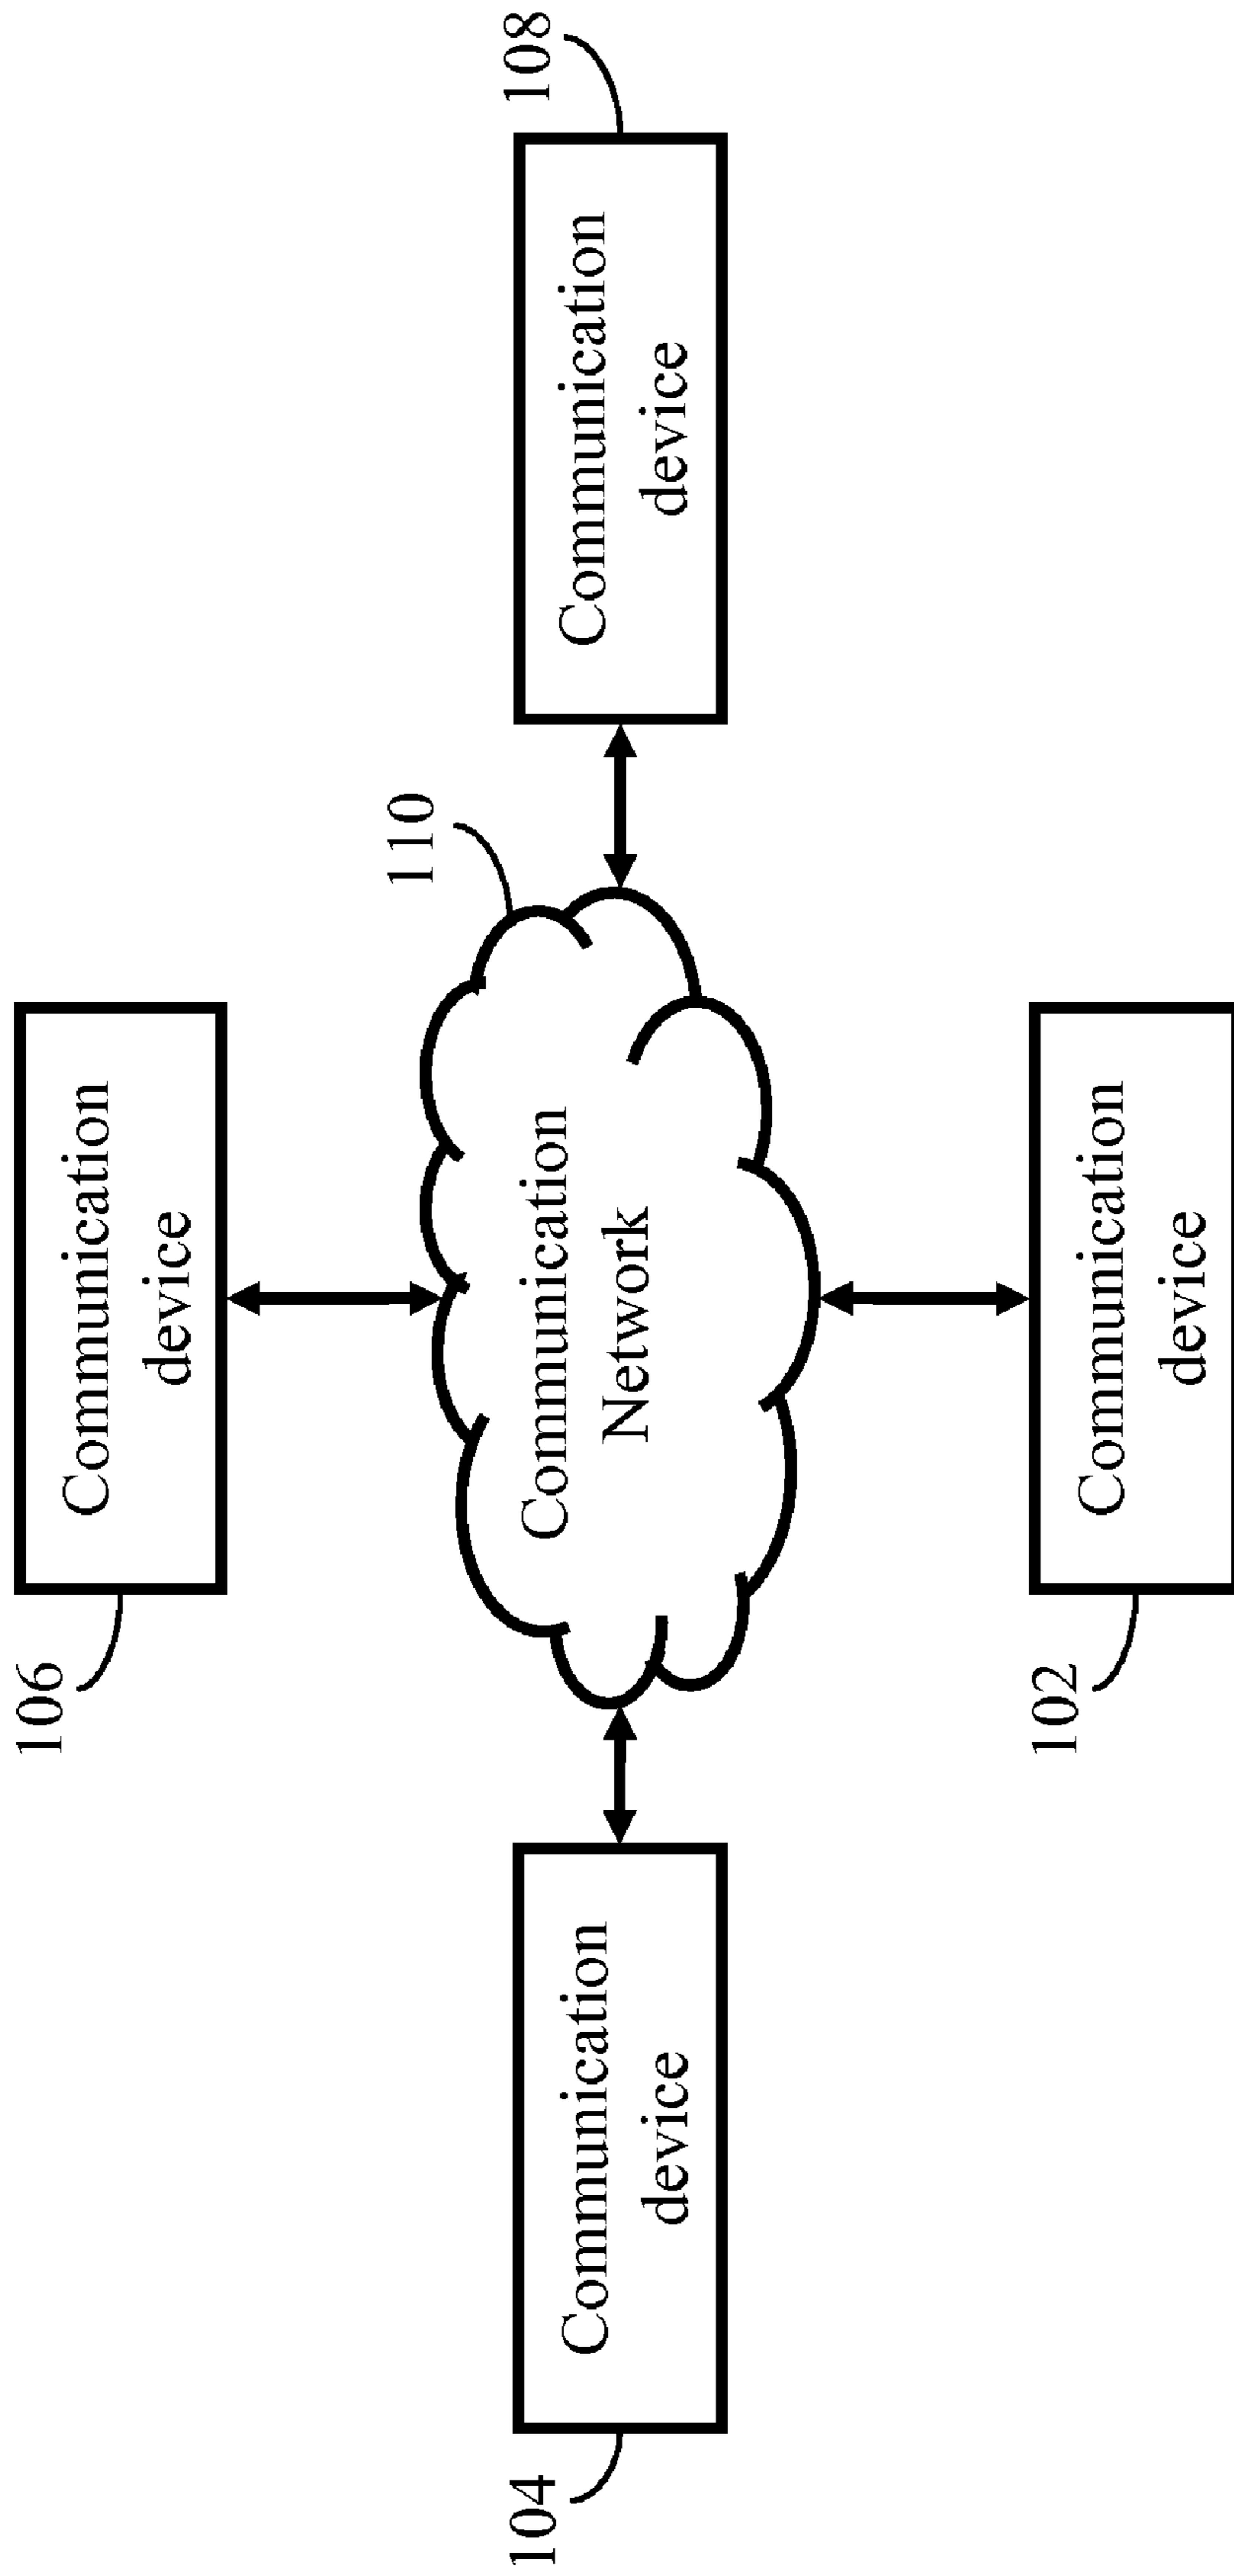 106
Communication
device
110
104
Communication
device
Communication
Network
Communication
device
108
102
Communication
device